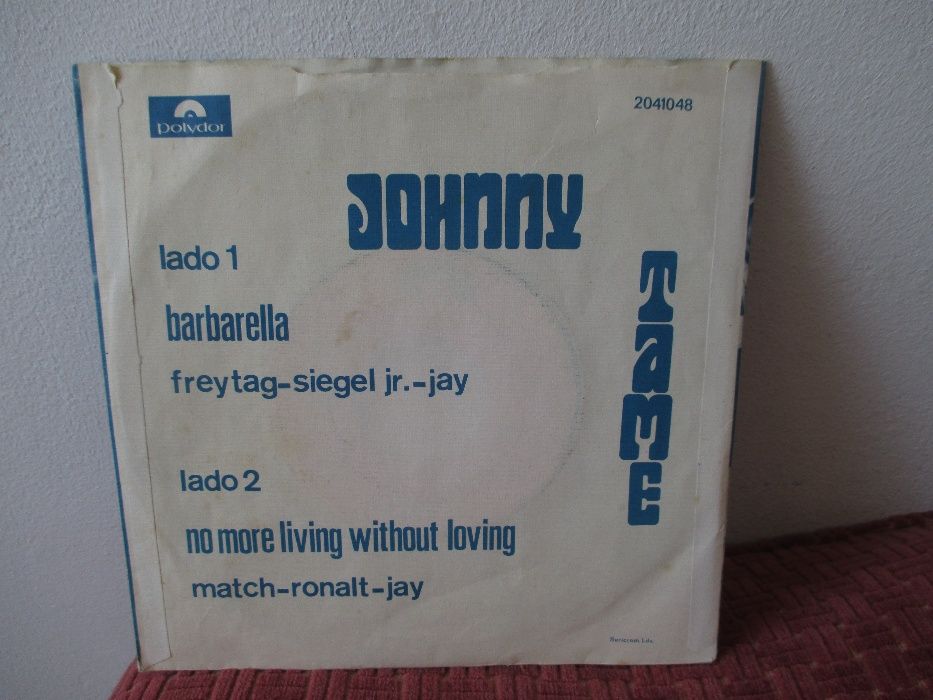 polydor
2041048
JOHNNY
TAME
lado 1
barbarella
freytag-siegel jr.-jay
lado 2
no more living without loving
match-ronalt-jay